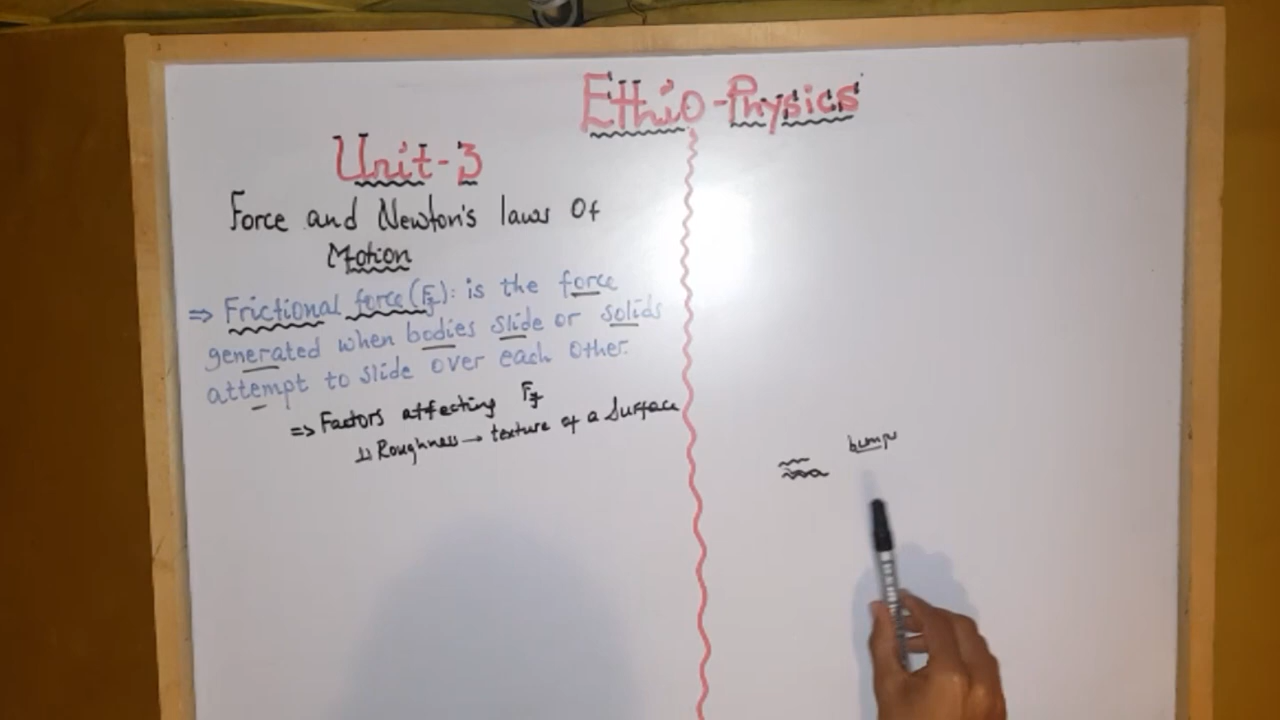 Ethio-Physics
Unit-3
Force and Newton's laws Of
Motion
⇒ Frictional force (Ff): is the force
generated when bodies slide or solids
attempt to slide over each other.
⇒ Factors affecting Ff
1) Roughness → texture of a Surface
bump